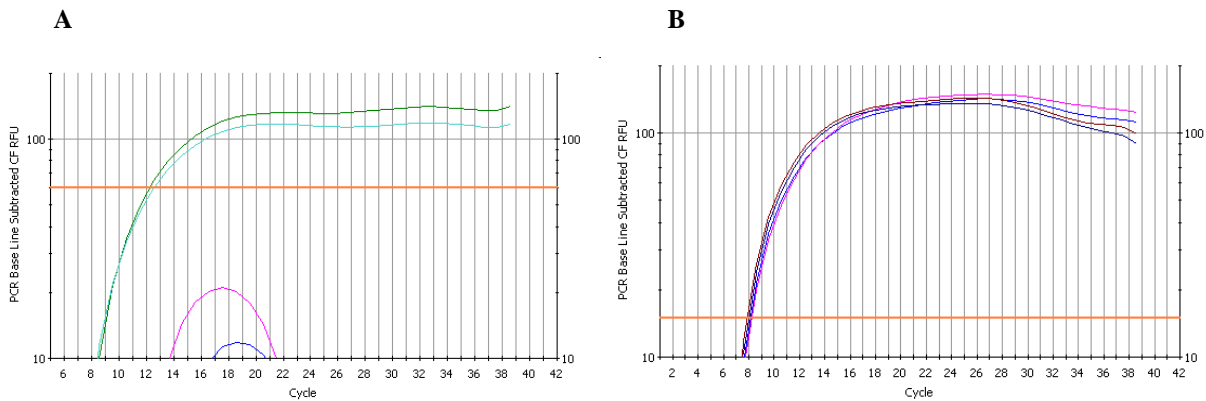 A
B
PCR Base Line Subtracted CF RFU
100
10
100
10
6 8 10 12 14 16 18 20 22 24 26 28 30 32 34 36 38 40 42
Cycle
PCR Base Line Subtracted CF RFU
100
10
100
10
2 4 6 8 10 12 14 16 18 20 22 24 26 28 30 32 34 36 38 40 42
Cycle